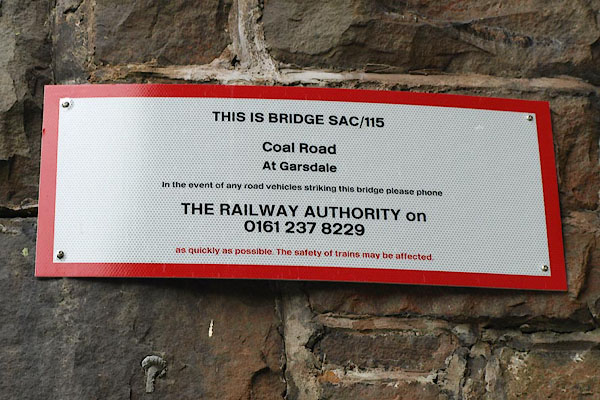 THIS IS BRIDGE SAC/115
Coal Road
At Garsdale
In the event of any road vehicles striking this bridge please phone
THE RAILWAY AUTHORITY on
0161 237 8229
as quickly as possible. The safety of trains may be affected.